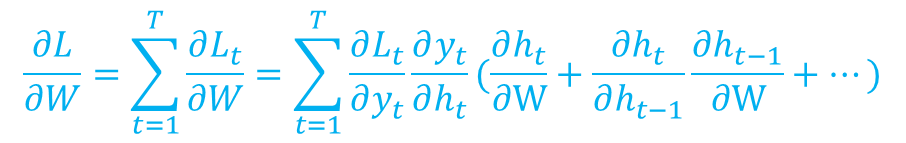 ∂L/∂W = ∑_{t=1}^{T} ∂L_t/∂W = ∑_{t=1}^{T} ∂L_t/∂y_t ∂y_t/∂h_t (∂h_t/∂W + ∂h_t/∂h_{t−1} ∂h_{t−1}/∂W + ⋯)